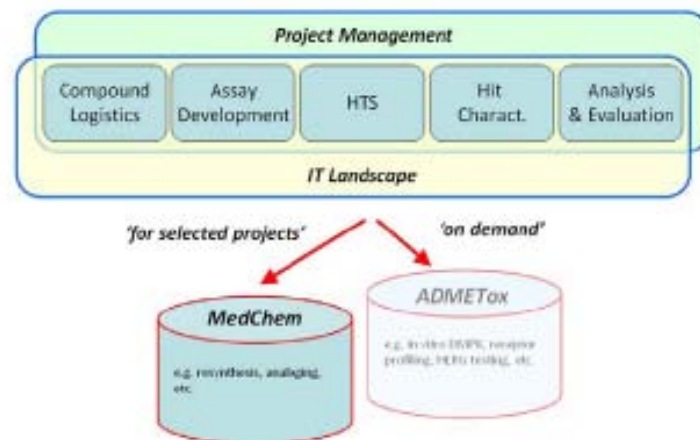 Project Management
Compound
Logistics
Assay
Development
HTS
Hit
Charact.
Analysis
& Evaluation
IT Landscape
'for selected projects'
'on demand'
MedChem
e.g. resynthesis, analoging,
etc.
ADMETox
e.g. in vitro DMPK, receptor
profiling, HERG testing, etc.